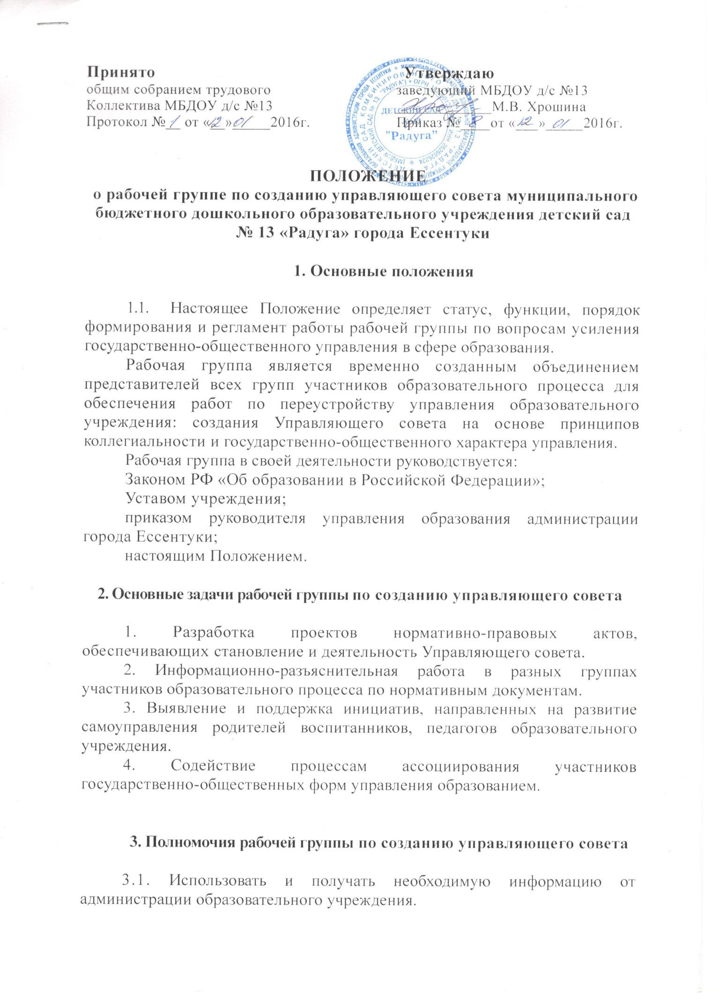 Принято
общим собранием трудового
Коллектива МБДОУ д/с №13
Протокол №1 от «12» 01 2016г.
Утверждаю
заведующий МБДОУ д/с №13
М.В. Хрошина
Приказ № 8 от «12» 01 2016г.
ДЕТСКИЙ САД
№ 13
"Радуга"
ПОЛОЖЕНИЕ
о рабочей группе по созданию управляющего совета муниципального
бюджетного дошкольного образовательного учреждения детский сад
№ 13 «Радуга» города Ессентуки
1. Основные положения
1.1. Настоящее Положение определяет статус, функции, порядок
формирования и регламент работы рабочей группы по вопросам усиления
государственно-общественного управления в сфере образования.
Рабочая группа является временно созданным объединением
представителей всех групп участников образовательного процесса для
обеспечения работ по переустройству управления образовательного
учреждения: создания Управляющего совета на основе принципов
коллегиальности и государственно-общественного характера управления.
Рабочая группа в своей деятельности руководствуется:
Законом РФ «Об образовании в Российской Федерации»;
Уставом учреждения;
приказом руководителя управления образования администрации
города Ессентуки;
настоящим Положением.
2. Основные задачи рабочей группы по созданию управляющего совета
1. Разработка проектов нормативно-правовых актов,
обеспечивающих становление и деятельность Управляющего совета.
2. Информационно-разъяснительная работа в разных группах
участников образовательного процесса по нормативным документам.
3. Выявление и поддержка инициатив, направленных на развитие
самоуправления родителей воспитанников, педагогов образовательного
учреждения.
4. Содействие процессам ассоциирования участников
государственно-общественных форм управления образованием.
3. Полномочия рабочей группы по созданию управляющего совета
3.1. Использовать и получать необходимую информацию от
администрации образовательного учреждения.